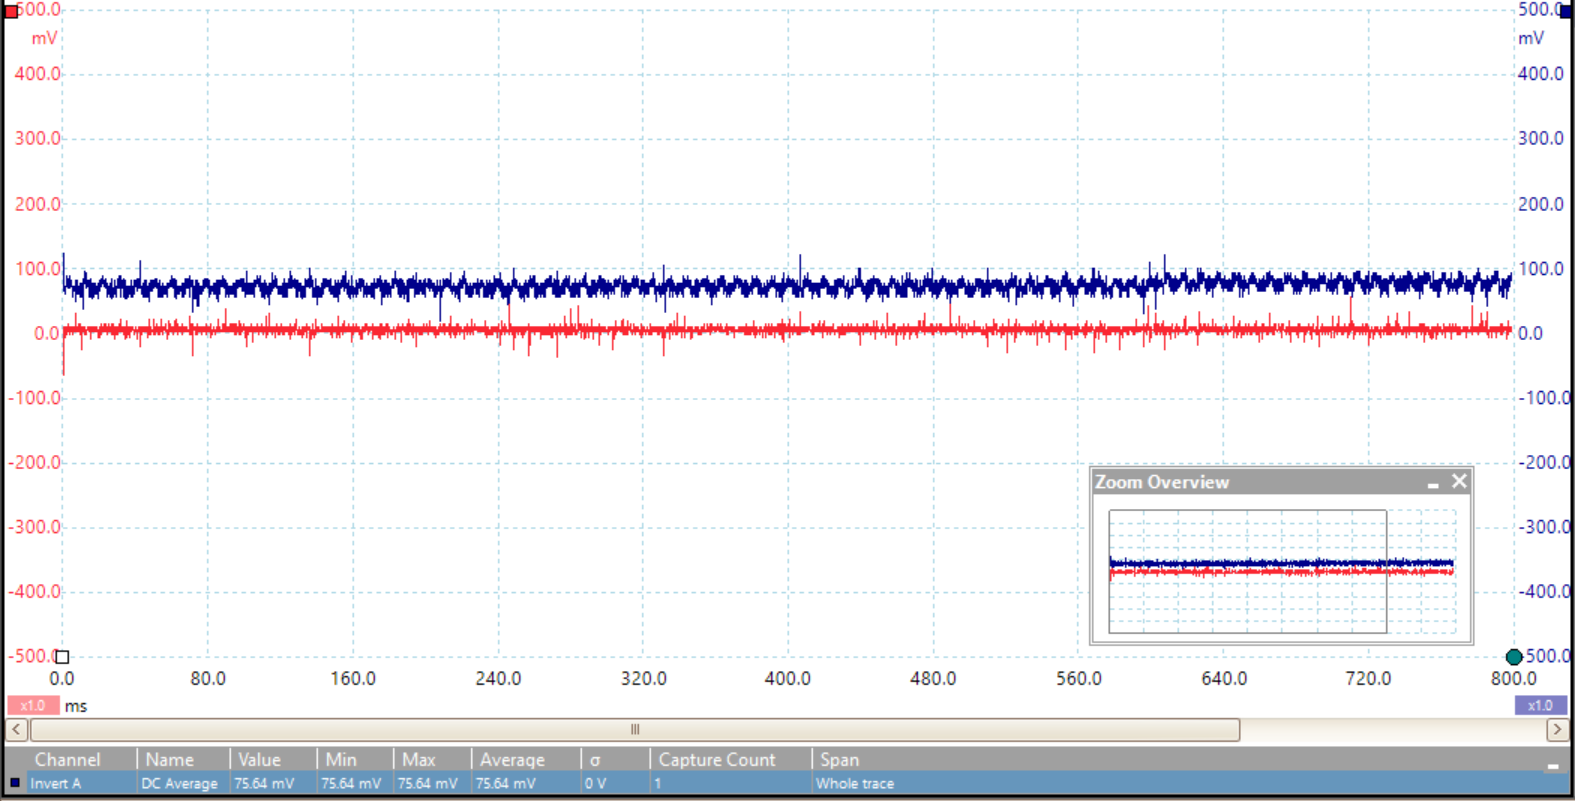 500.0 500.0
mV mV
400.0 400.0
300.0 300.0
200.0 200.0
100.0 100.0
0.0 0.0
-100.0 -100.0
-200.0 -200.0
Zoom Overview
-300.0 -300.0
-400.0 -400.0
-500.0 500.0
0.0 80.0 160.0 240.0 320.0 400.0 480.0 560.0 640.0 720.0 800.0
x1.0 ms x1.0
Channel Name Value Min Max Average σ Capture Count Span
Invert A DC Average 75.64 mV 75.64 mV 75.64 mV 75.64 mV 0 V 1 Whole trace